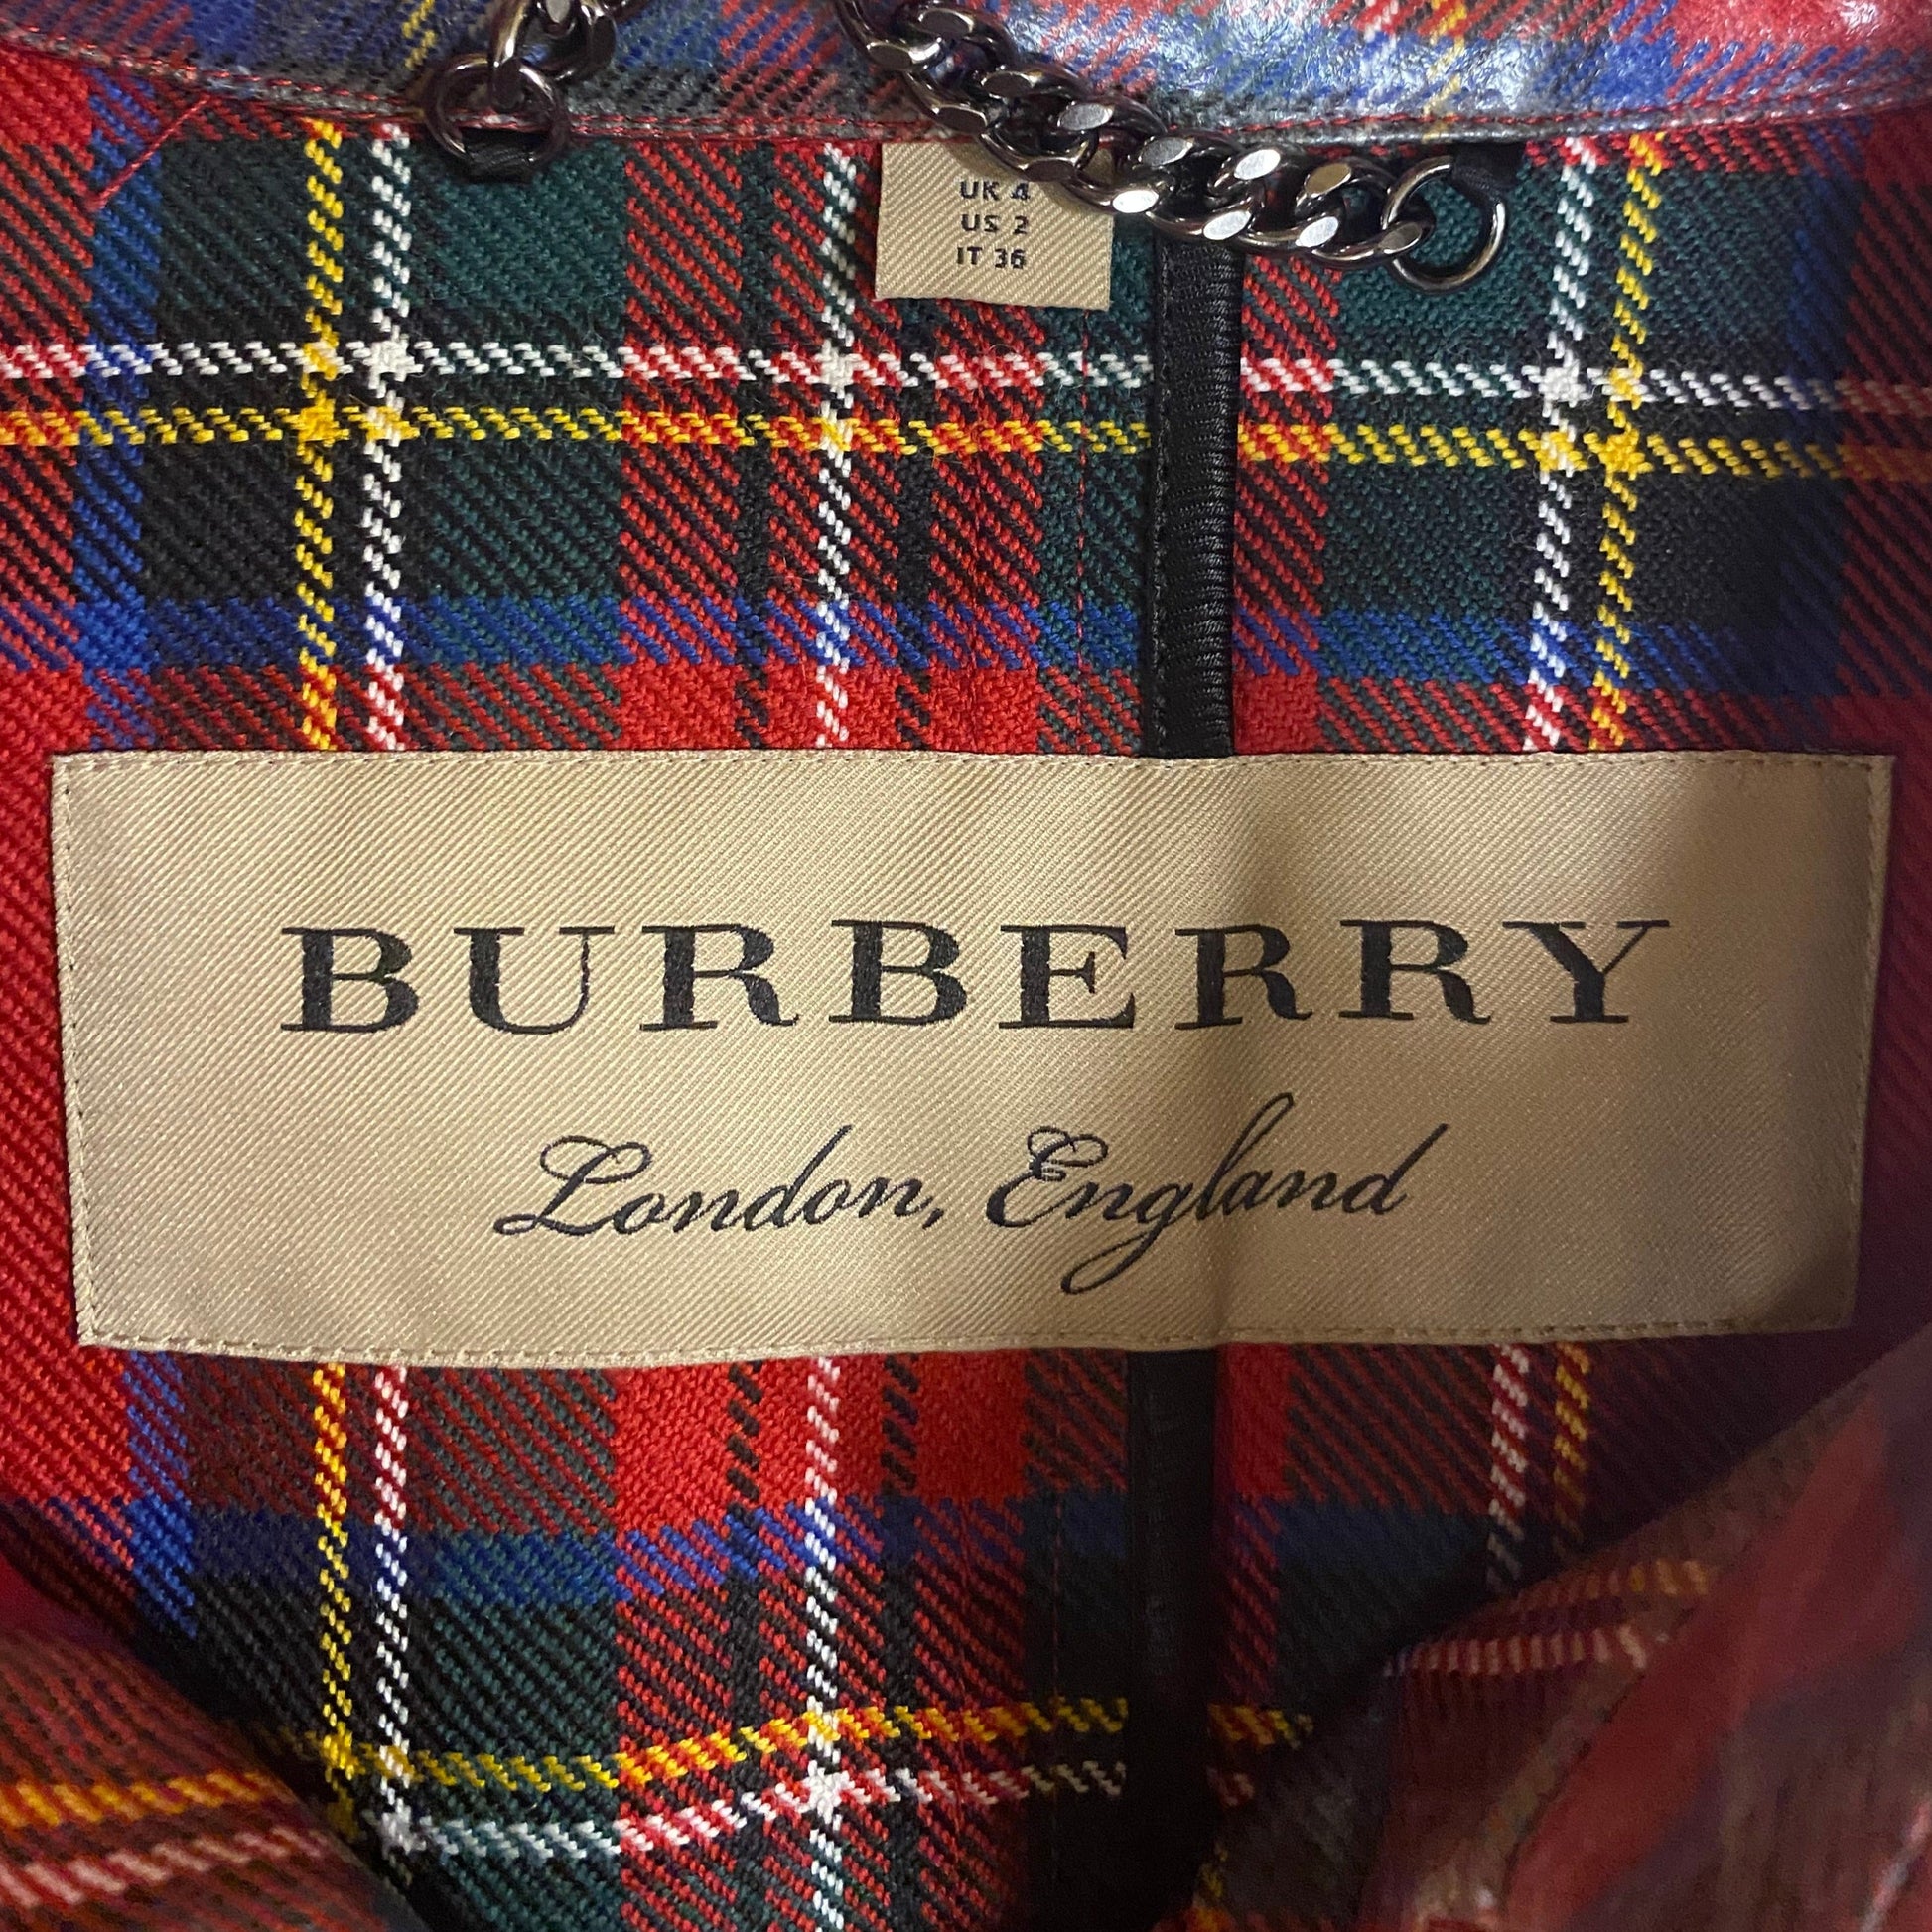 UK 4
US 2
IT 36
BURBERRY
London, England